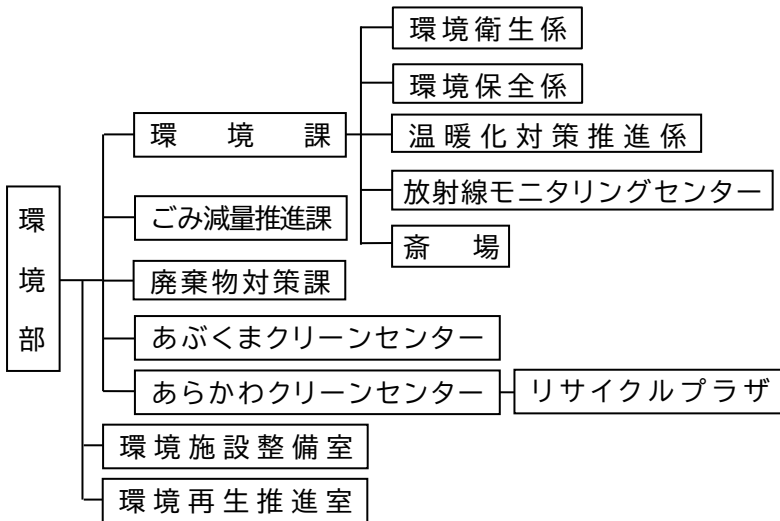 環境部
環境課
環境衛生係
環境保全係
温暖化対策推進係
放射線モニタリングセンター
斎場
ごみ減量推進課
廃棄物対策課
あぶくまクリーンセンター
あらかわクリーンセンター
リサイクルプラザ
環境施設整備室
環境再生推進室